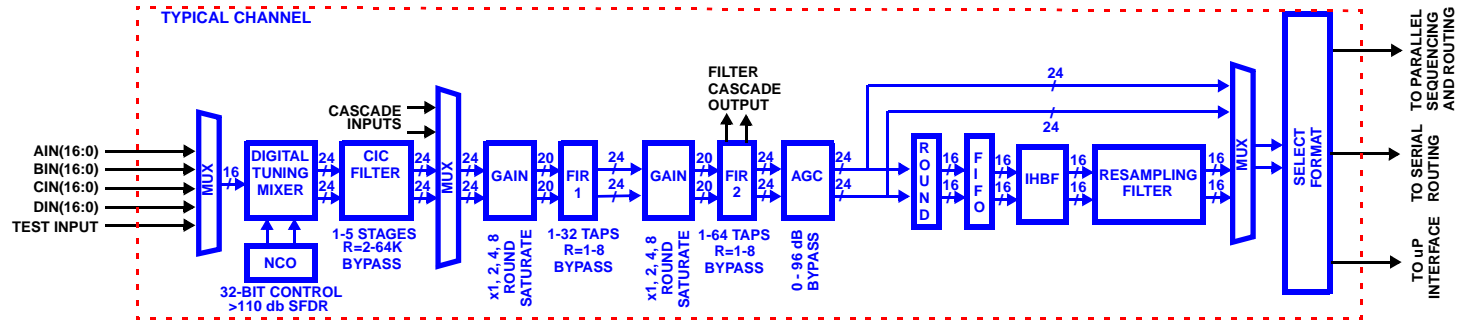 TYPICAL CHANNEL
AIN(16:0)
BIN(16:0)
CIN(16:0)
DIN(16:0)
TEST INPUT
MUX
16
DIGITAL
TUNING
MIXER
NCO
32-BIT CONTROL
>110 db SFDR
24
24
CIC
FILTER
1-5 STAGES
R=2-64K
BYPASS
24
24
CASCADE
INPUTS
MUX
24
24
GAIN
x1, 2, 4, 8
ROUND
SATURATE
20
20
FIR
1
1-32 TAPS
R=1-8
BYPASS
24
24
GAIN
x1, 2, 4, 8
ROUND
SATURATE
20
20
FILTER
CASCADE
OUTPUT
FIR
2
1-64 TAPS
R=1-8
BYPASS
24
24
AGC
0 - 96 dB
BYPASS
24
24
24
24
ROUND
16
16
FIFO
16
16
IHBF
16
16
RESAMPLING
FILTER
16
16
MUX
SELECT
FORMAT
TO PARALLEL
SEQUENCING
AND ROUTING
TO SERIAL
ROUTING
TO uP
INTERFACE